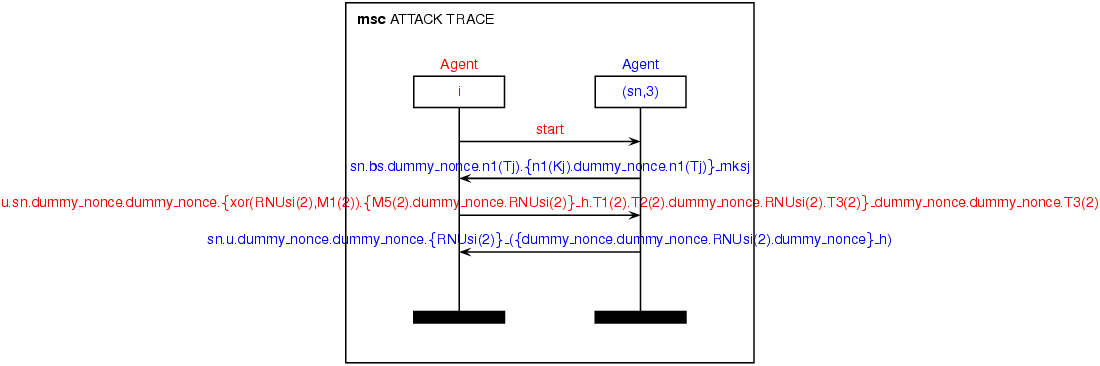 msc ATTACK TRACE
Agent Agent
i (sn,3)
start
sn.bs.dummy_nonce.n1(Tj).{n1(Kj).dummy_nonce.n1(Tj)}_mksj
u.sn.dummy_nonce.dummy_nonce.{xor(RNUsi(2),M1(2)).{M5(2).dummy_nonce.RNUsi(2)}_h.T1(2).T2(2).dummy_nonce.RNUsi(2).T3(2)}_dummy_nonce.dummy_nonce.T3(2)
sn.u.dummy_nonce.dummy_nonce.{RNUsi(2)}_({dummy_nonce.dummy_nonce.RNUsi(2).dummy_nonce}_h)